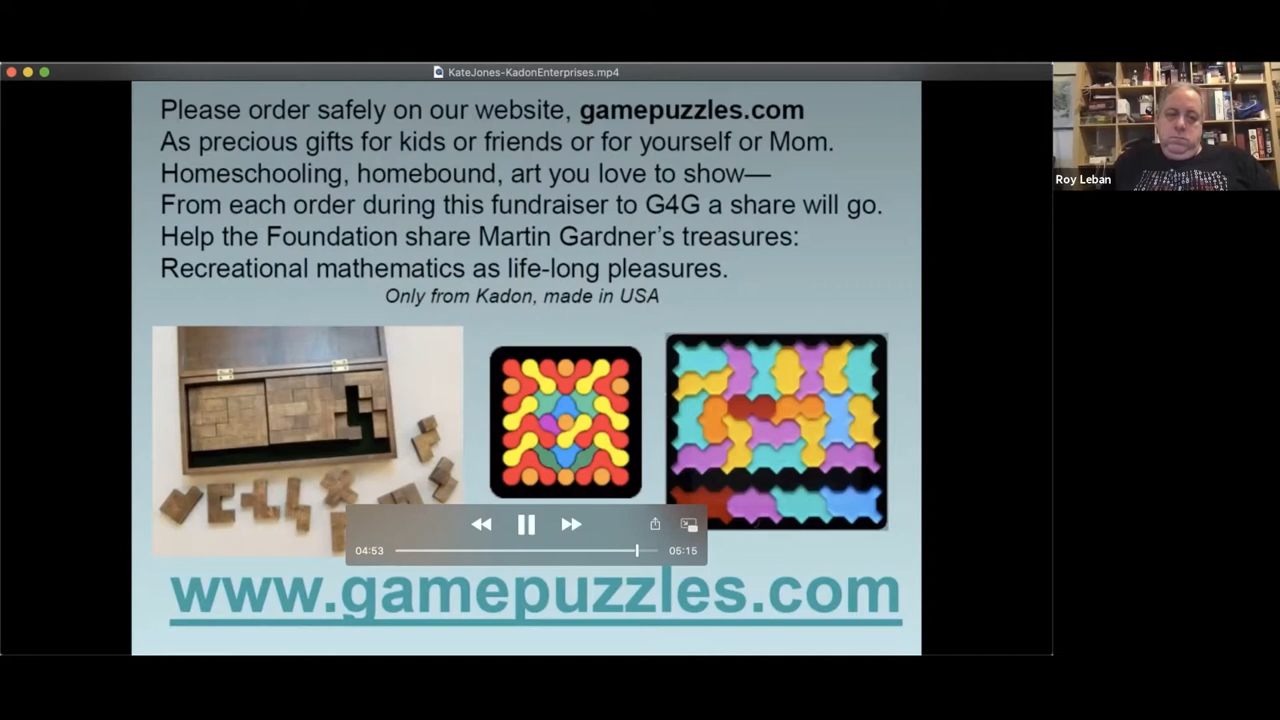 KateJones-KadonEnterprises.mp4
Please order safely on our website, gamepuzzles.com
As precious gifts for kids or friends or for yourself or Mom.
Homeschooling, homebound, art you love to show—
From each order during this fundraiser to G4G a share will go.
Help the Foundation share Martin Gardner’s treasures:
Recreational mathematics as life-long pleasures.
Only from Kadon, made in USA
04:53
05:15
www.gamepuzzles.com
Roy Leban